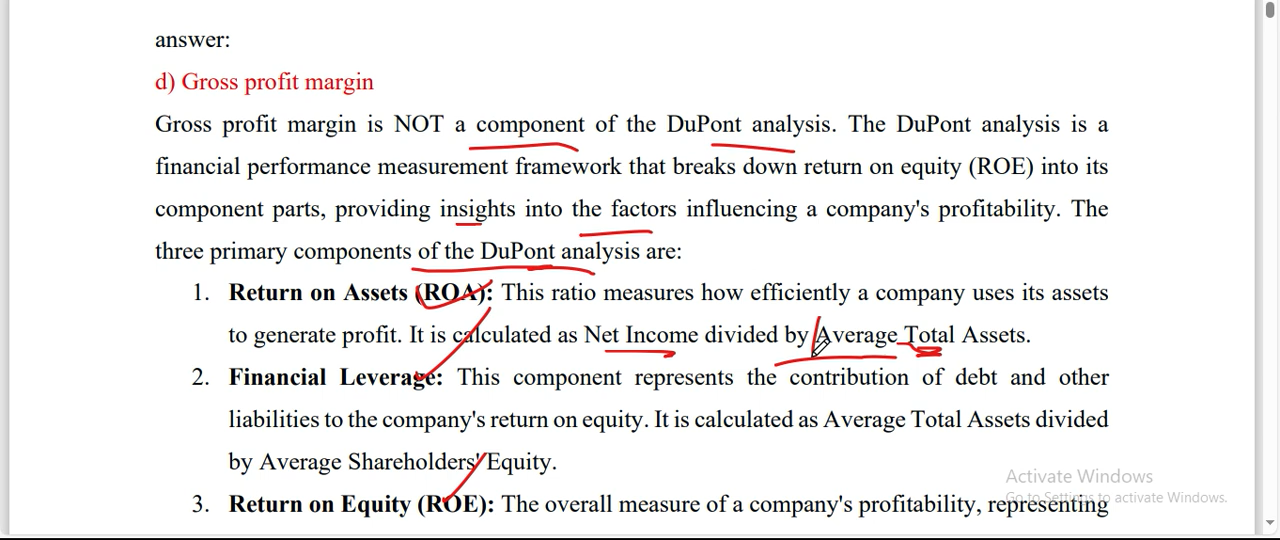 answer:
d) Gross profit margin
Gross profit margin is NOT a component of the DuPont analysis. The DuPont analysis is a
financial performance measurement framework that breaks down return on equity (ROE) into its
component parts, providing insights into the factors influencing a company's profitability. The
three primary components of the DuPont analysis are:
1. Return on Assets (ROA): This ratio measures how efficiently a company uses its assets
to generate profit. It is calculated as Net Income divided by Average Total Assets.
2. Financial Leverage: This component represents the contribution of debt and other
liabilities to the company's return on equity. It is calculated as Average Total Assets divided
by Average Shareholders' Equity.
3. Return on Equity (ROE): The overall measure of a company's profitability, representing
Activate Windows
Go to Settings to activate Windows.